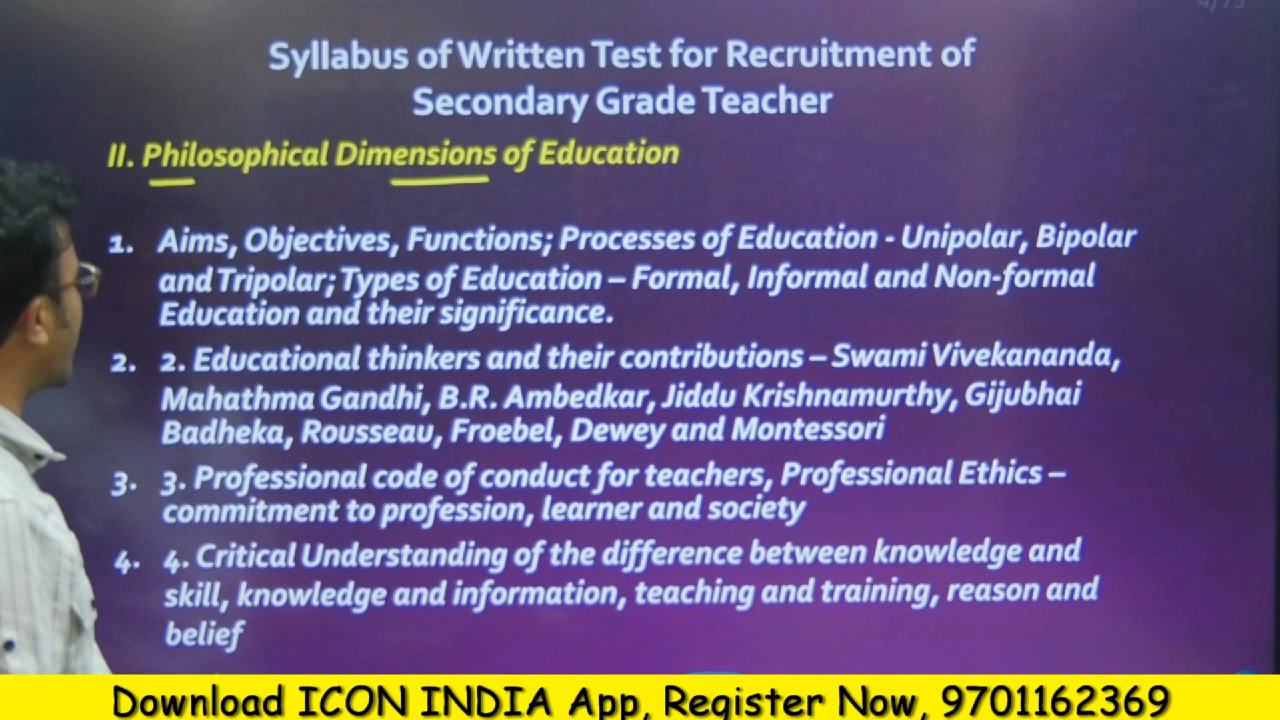 4/75
Syllabus of Written Test for Recruitment of
Secondary Grade Teacher
II. Philosophical Dimensions of Education
1. Aims, Objectives, Functions; Processes of Education - Unipolar, Bipolar
and Tripolar; Types of Education – Formal, Informal and Non-formal
Education and their significance.
2. 2. Educational thinkers and their contributions – Swami Vivekananda,
Mahathma Gandhi, B.R. Ambedkar, Jiddu Krishnamurthy, Gijubhai
Badheka, Rousseau, Froebel, Dewey and Montessori
3. 3. Professional code of conduct for teachers, Professional Ethics –
commitment to profession, learner and society
4. 4. Critical Understanding of the difference between knowledge and
skill, knowledge and information, teaching and training, reason and
belief
Download ICON INDIA App, Register Now, 9701162369